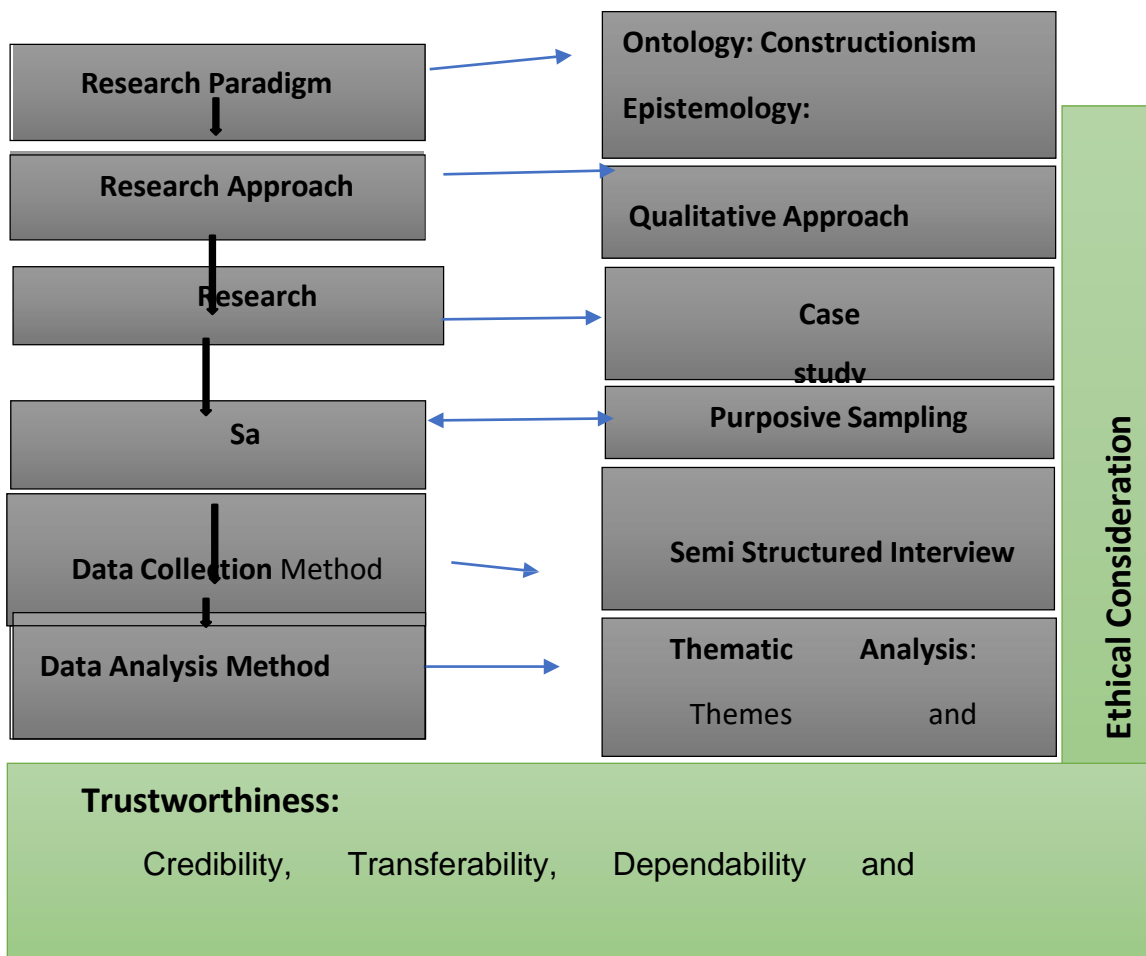 Research Paradigm
Ontology: Constructionism
Epistemology:
Research Approach
Qualitative Approach
Research
Case
study
Sa
Purposive Sampling
Data Collection Method
Semi Structured Interview
Data Analysis Method
Thematic Analysis:
Themes and
Ethical Consideration
Trustworthiness:
Credibility, Transferability, Dependability and